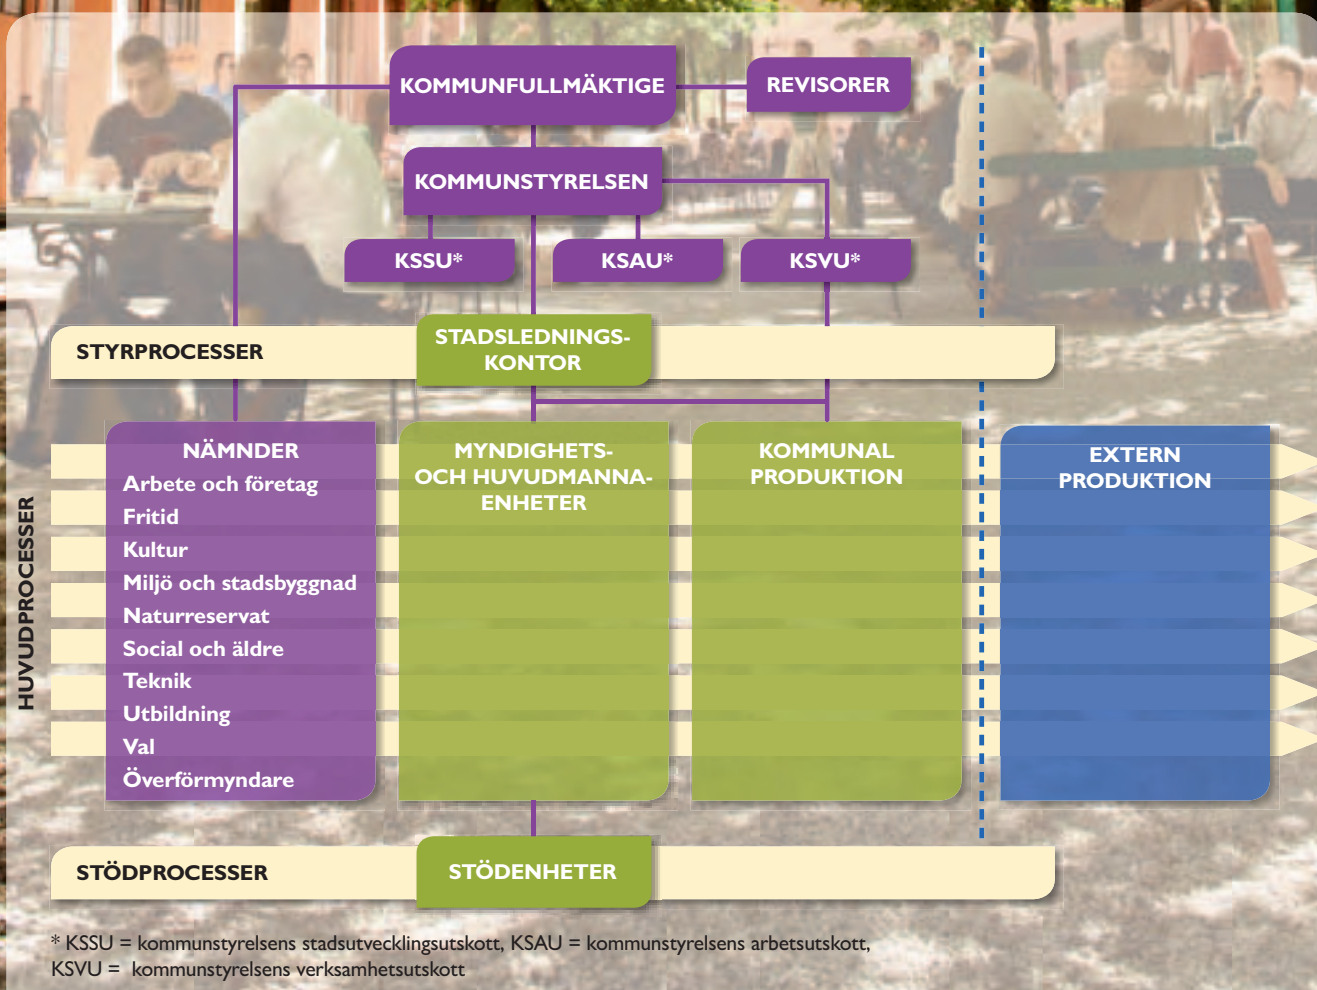 KOMMUNFULLMÄKTIGE
REVISORER
KOMMUNSTYRELSEN
KSSU*
KSAU*
KSVU*
STYRPROCESSER
STADSLEDNINGS-
KONTOR
HUVUDPROCESSER
NÄMNDER
Arbete och företag
Fritid
Kultur
Miljö och stadsbyggnad
Naturreservat
Social och äldre
Teknik
Utbildning
Val
Överförmyndare
MYNDIGHETS-
OCH HUVUDMANNA-
ENHETER
KOMMUNAL
PRODUKTION
EXTERN
PRODUKTION
STÖDPROCESSER
STÖDENHETER
* KSSU = kommunstyrelsens stadsutvecklingsutskott, KSAU = kommunstyrelsens arbetsutskott,
KSVU = kommunstyrelsens verksamhetsutskott